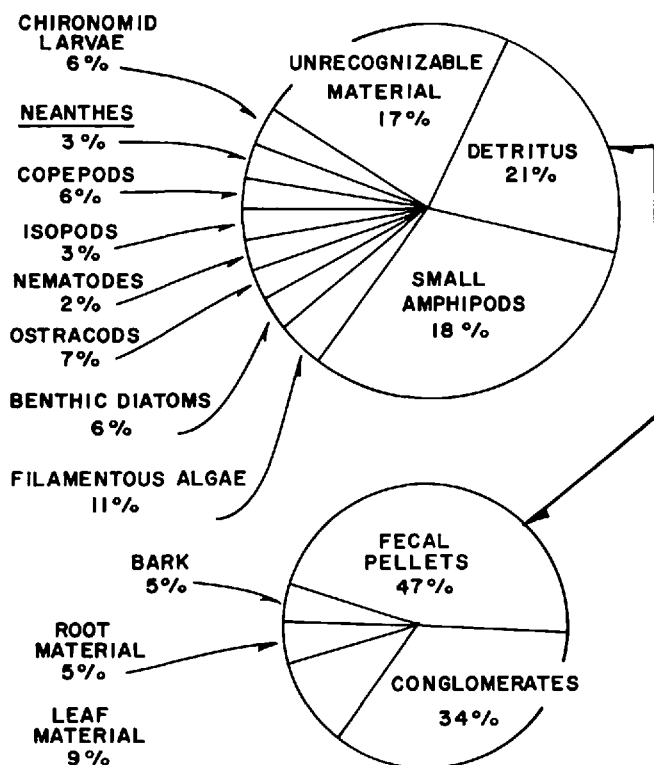 CHIRONOMID
LARVAE
6%
NEANTHES
3%
COPEPODS
6%
ISOPODS
3%
NEMATODES
2%
OSTRACODS
7%
BENTHIC DIATOMS
6%
FILAMENTOUS ALGAE
11%
UNRECOGNIZABLE
MATERIAL
17%
DETRITUS
21%
SMALL
AMPHIPODS
18%
BARK
5%
ROOT
MATERIAL
5%
LEAF
MATERIAL
9%
FECAL
PELLETS
47%
CONGLOMERATES
34%